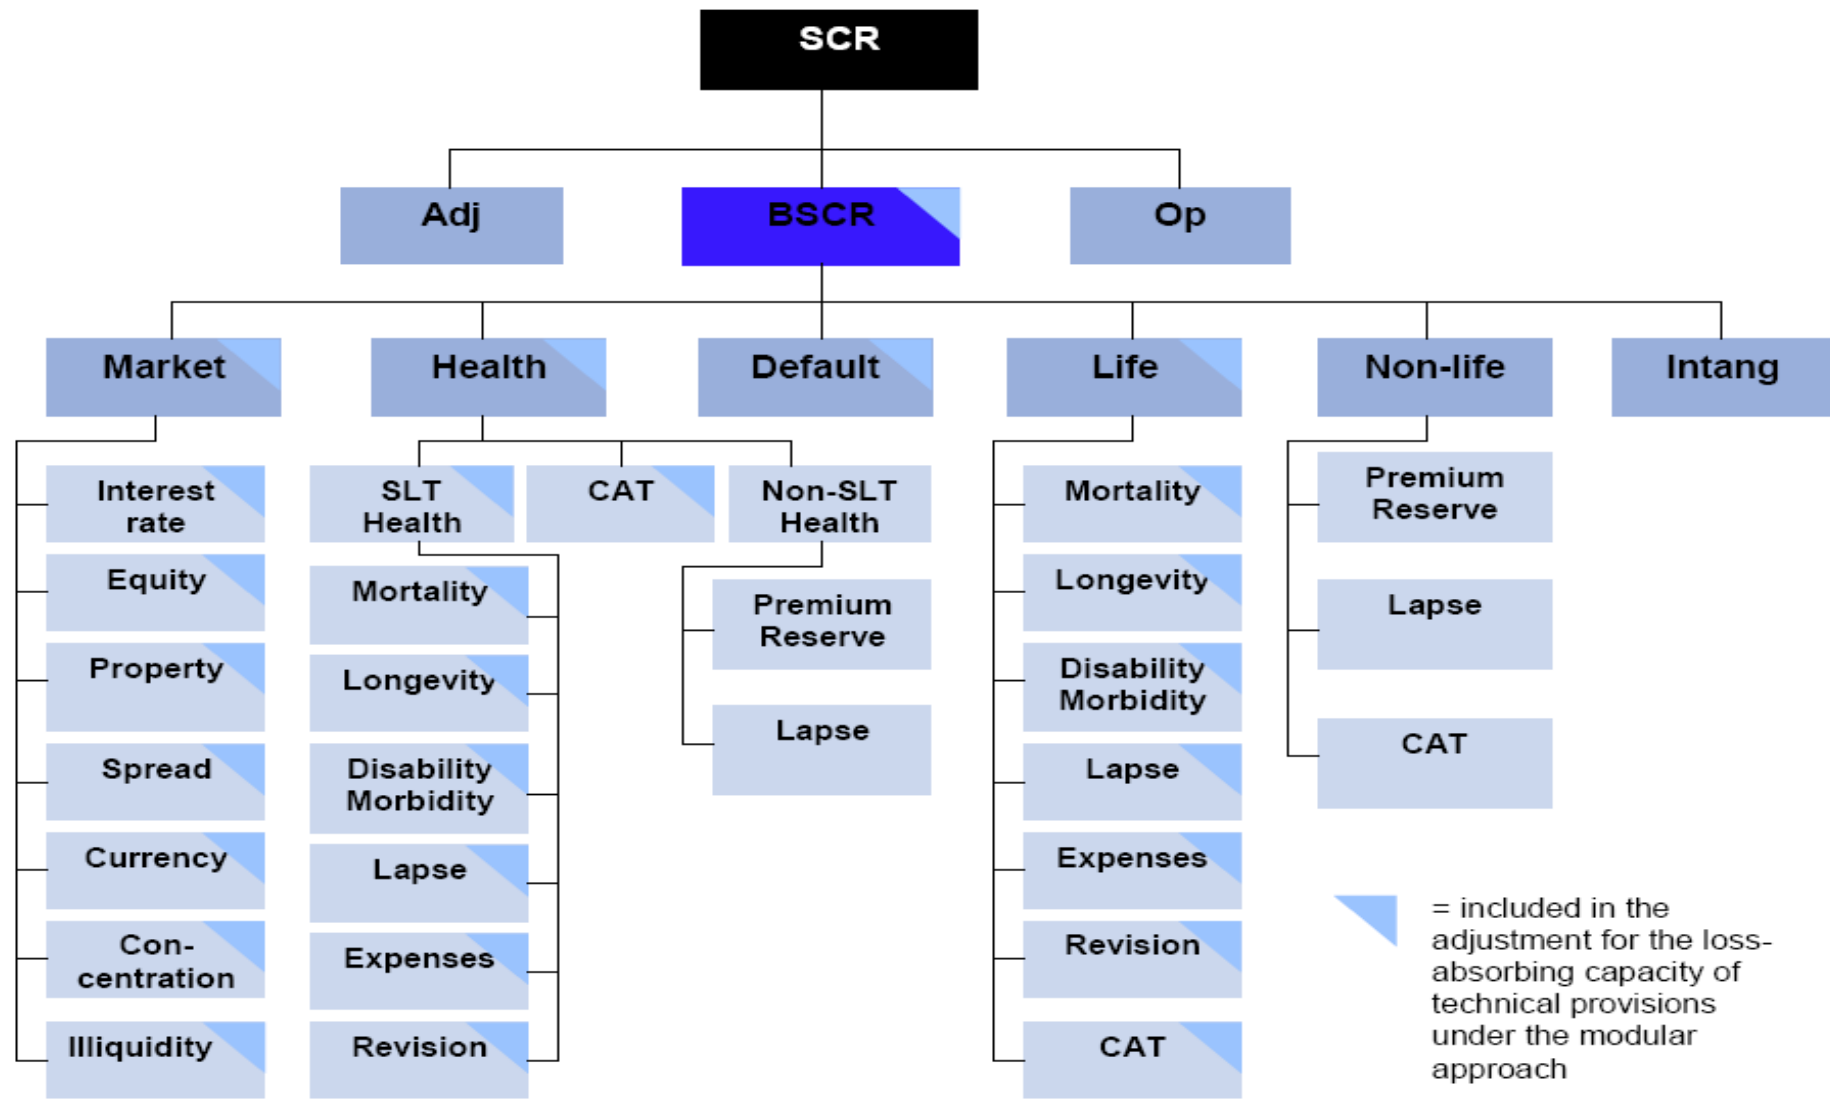 SCR
Adj
BSCR
Op
Market
Health
Default
Life
Non-life
Intang
Interest
rate
Equity
Property
Spread
Currency
Con-
centration
Illiquidity
SLT
Health
Mortality
Longevity
Disability
Morbidity
Lapse
Expenses
Revision
CAT
Non-SLT
Health
Premium
Reserve
Lapse
Mortality
Longevity
Disability
Morbidity
Lapse
Expenses
Revision
CAT
Premium
Reserve
Lapse
CAT
= included in the
adjustment for the loss-
absorbing capacity of
technical provisions
under the modular
approach